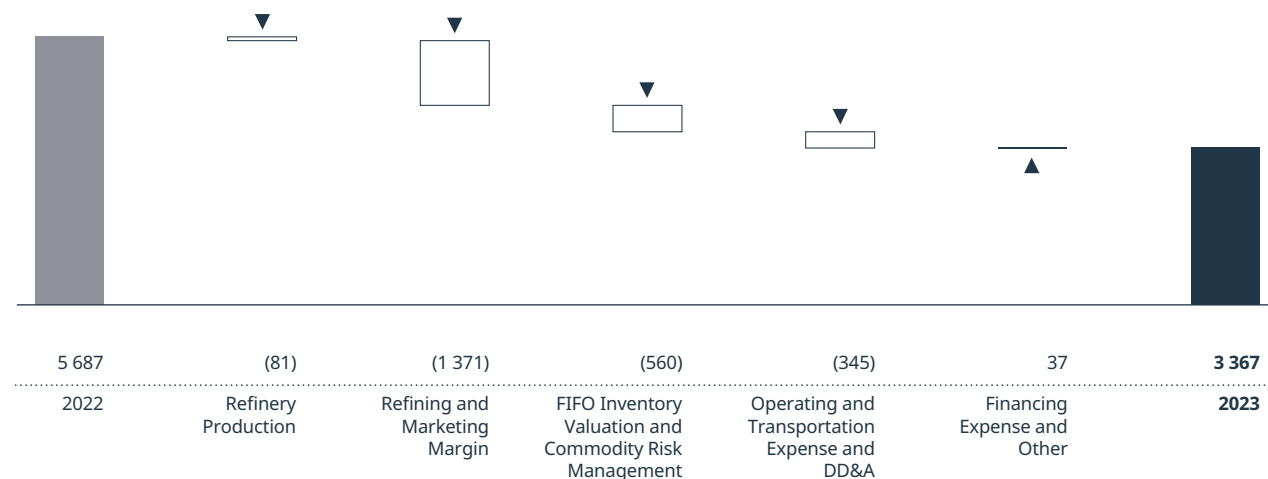 5 687 (81) (1 371) (560) (345) 37 3 367
2022 Refinery Refining and FIFO Inventory Operating and Financing 2023
Production Marketing Valuation and Transportation Expense and
Margin Commodity Risk Expense and Other
Management DD&A